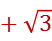 + √3